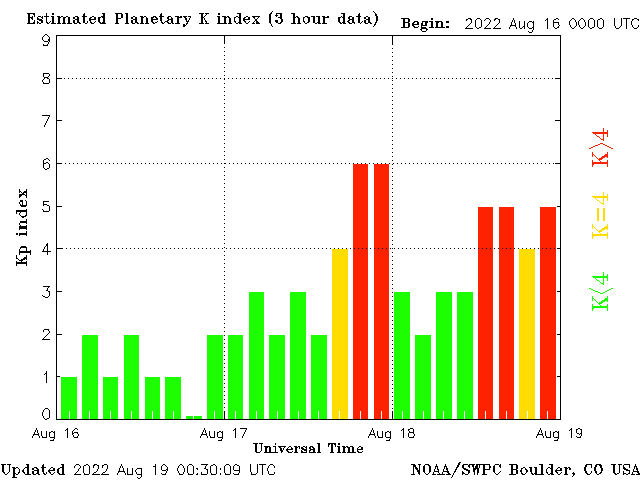 Estimated Planetary K index (3 hour data)
Begin: 2022 Aug 16 0000 UTC
9
8
7
6
5
4
3
2
1
0
Kp index
K>4
K=4
K<4
Aug 16
Aug 17
Aug 18
Aug 19
Universal Time
Updated 2022 Aug 19 00:30:09 UTC
NOAA/SWPC Boulder, CO USA